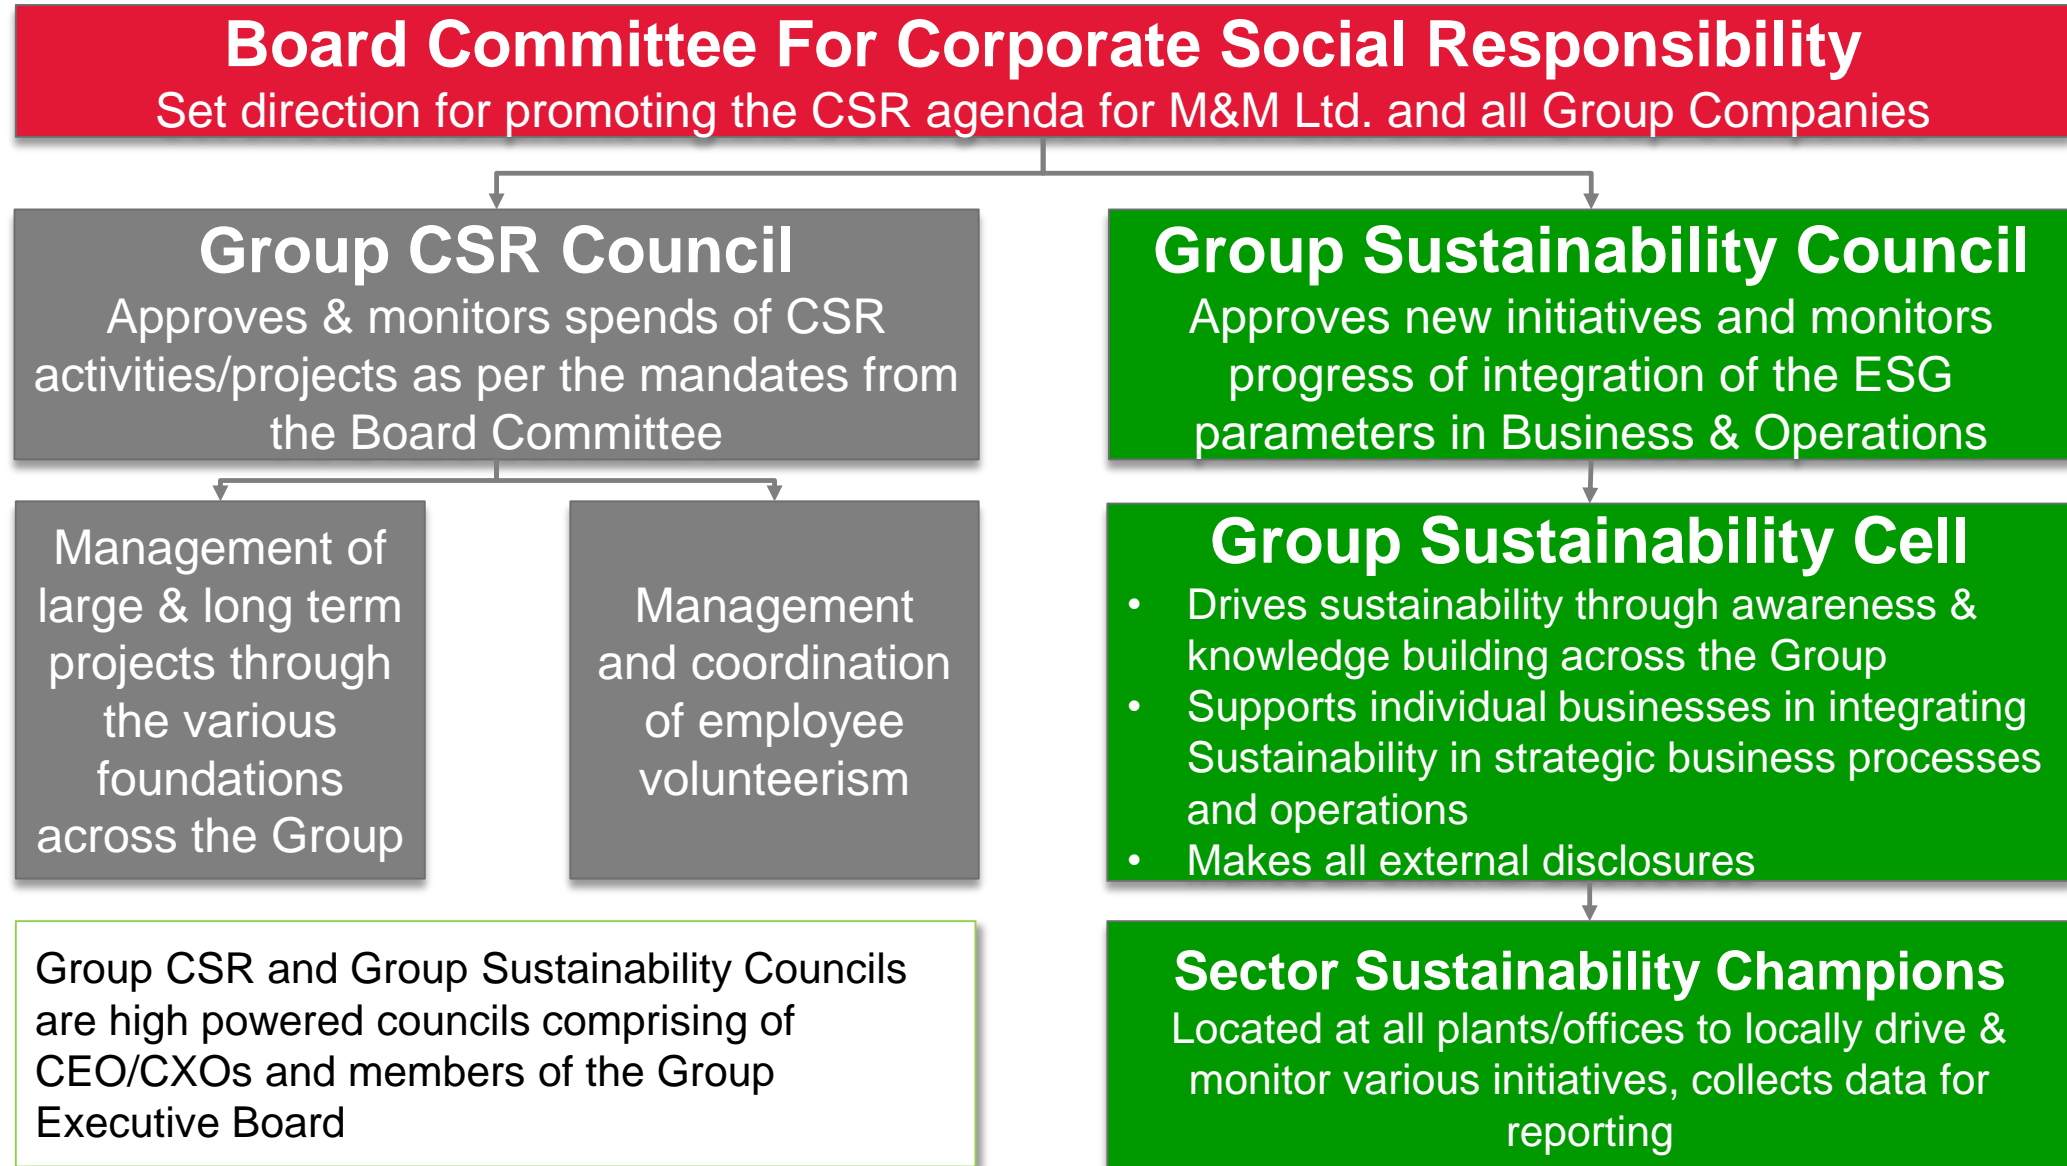 Board Committee For Corporate Social Responsibility
Set direction for promoting the CSR agenda for M&M Ltd. and all Group Companies
Group CSR Council
Approves & monitors spends of CSR
activities/projects as per the mandates from
the Board Committee
Group Sustainability Council
Approves new initiatives and monitors
progress of integration of the ESG
parameters in Business & Operations
Management of
large & long term
projects through
the various
foundations
across the Group
Management
and coordination
of employee
volunteerism
Group Sustainability Cell
• Drives sustainability through awareness &
knowledge building across the Group
• Supports individual businesses in integrating
Sustainability in strategic business processes
and operations
• Makes all external disclosures
Group CSR and Group Sustainability Councils
are high powered councils comprising of
CEO/CXOs and members of the Group
Executive Board
Sector Sustainability Champions
Located at all plants/offices to locally drive &
monitor various initiatives, collects data for
reporting